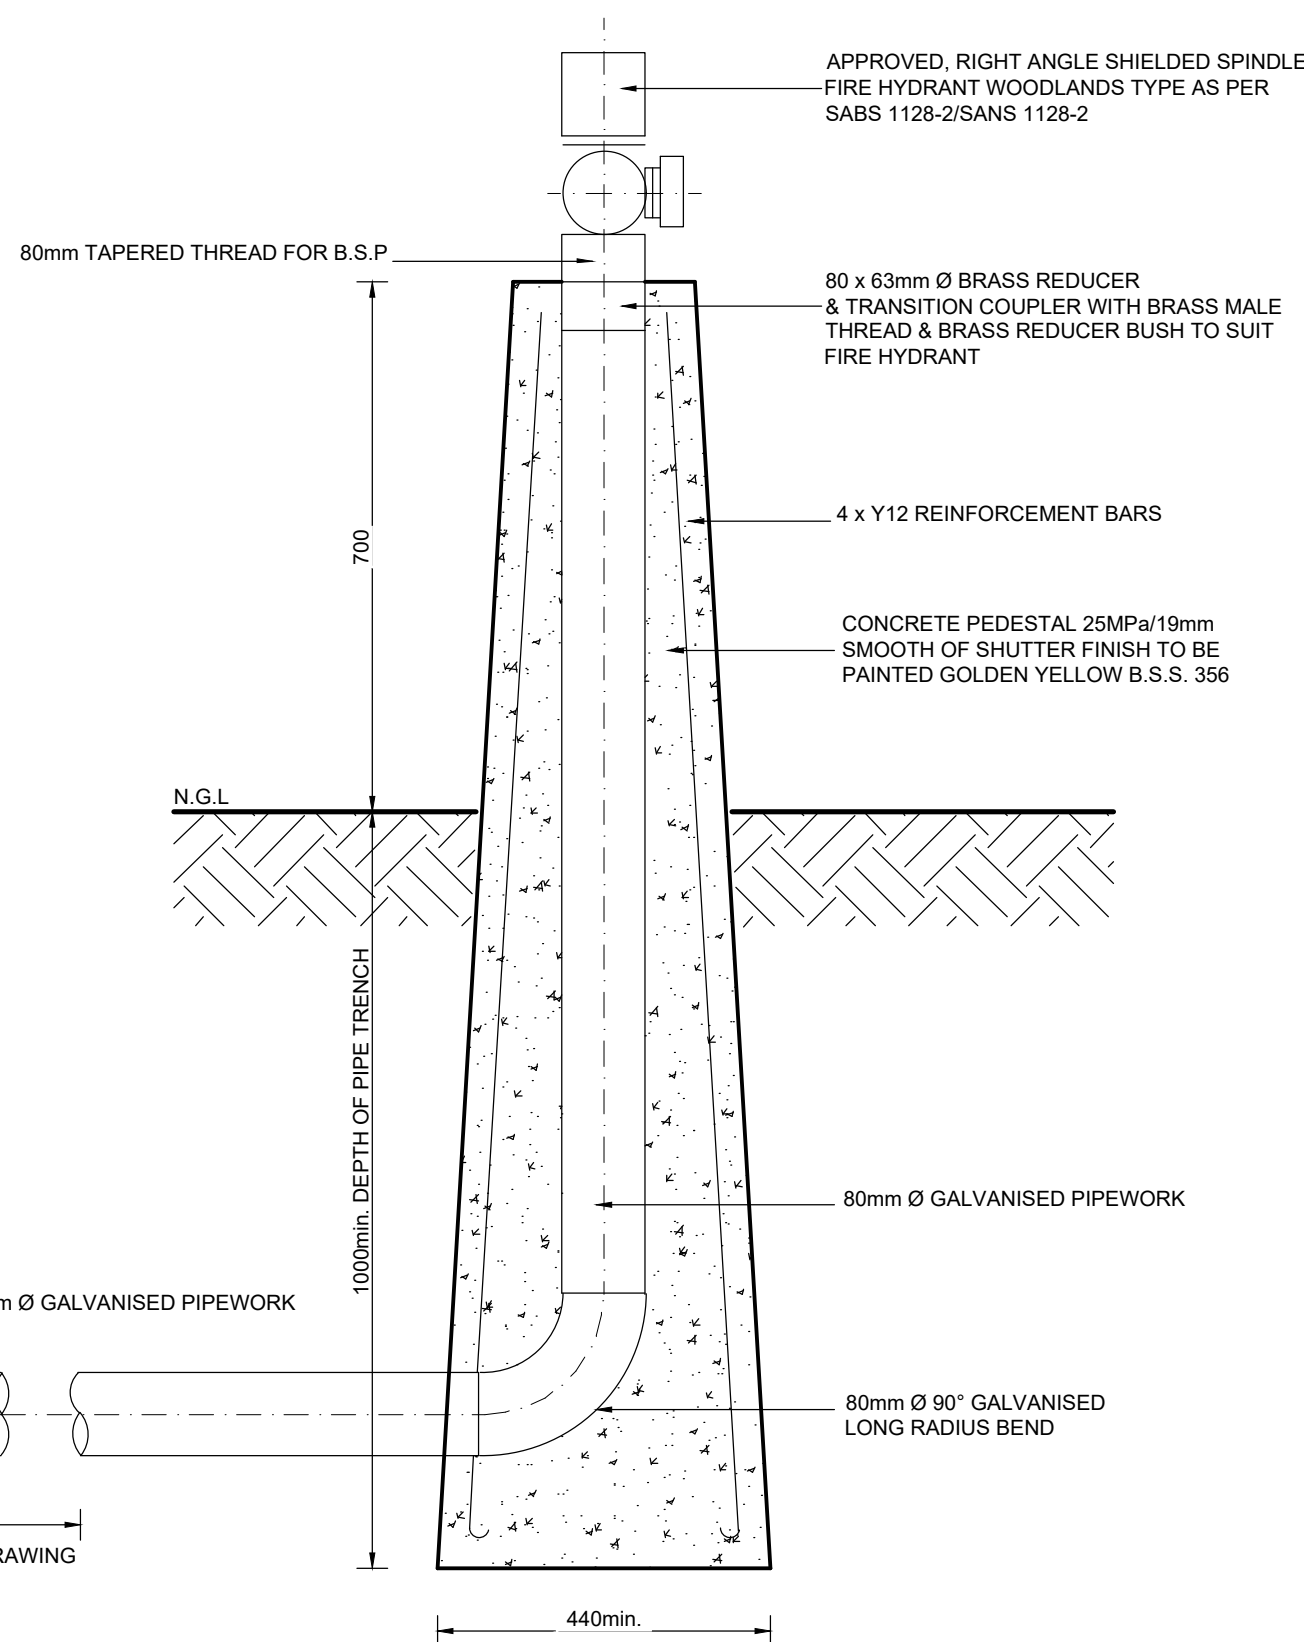 APPROVED, RIGHT ANGLE SHIELDED SPINDLE
FIRE HYDRANT WOODLANDS TYPE AS PER
SABS 1128-2/SANS 1128-2
80mm TAPERED THREAD FOR B.S.P
80 x 63mm Ø BRASS REDUCER
& TRANSITION COUPLER WITH BRASS MALE
THREAD & BRASS REDUCER BUSH TO SUIT
FIRE HYDRANT
4 x Y12 REINFORCEMENT BARS
700
CONCRETE PEDESTAL 25MPa/19mm
SMOOTH OF SHUTTER FINISH TO BE
PAINTED GOLDEN YELLOW B.S.S. 356
N.G.L
1000min. DEPTH OF PIPE TRENCH
80mm Ø GALVANISED PIPEWORK
m Ø GALVANISED PIPEWORK
80mm Ø 90° GALVANISED
LONG RADIUS BEND
RAWING
440min.